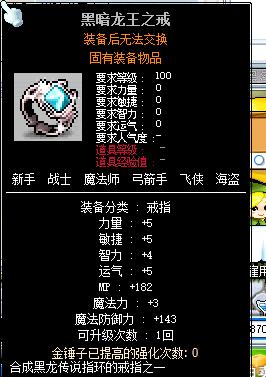 黑暗龙王之戒
装备后无法交换
固有装备物品
要求等级: 100
要求力量: 0
要求敏捷: 0
要求智力: 0
要求运气: 0
要求人气度: -
道具等级: -
道具经验值: -
新手 战士 魔法师 弓箭手 飞侠 海盗
装备分类 : 戒指
力量 : +5
敏捷 : +5
智力 : +4
运气 : +5
MP : +182
魔法力 : +3
魔法防御力 : +143
可升级次数 : 1回
金锤子已提高的强化次数: 0
合成黑龙传说指环的戒指之一